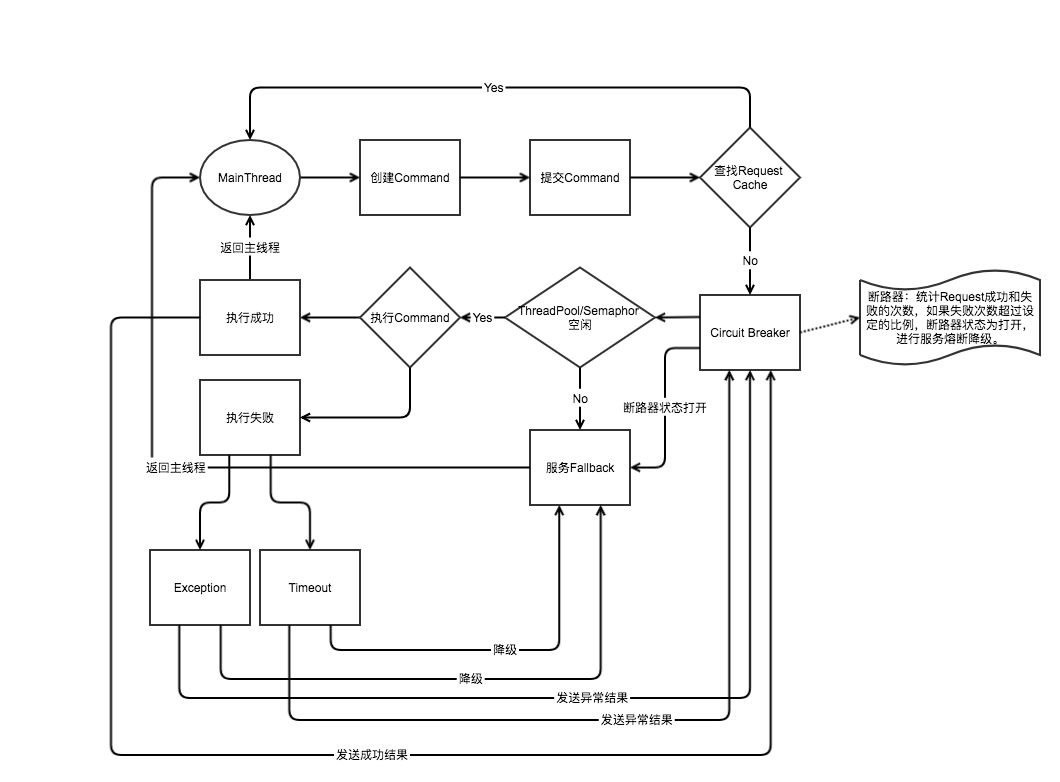 Yes
MainThread
创建Command
提交Command
查找Request
Cache
返回主线程
No
执行成功
执行Command
Yes
ThreadPool/Semaphor
空闲
Circuit Breaker
断路器：统计Request成功和失
败的次数，如果失败次数超过设
定的比例，断路器状态为打开，
进行服务熔断降级。
执行失败
No
断路器状态打开
返回主线程
服务Fallback
Exception
Timeout
降级
降级
发送异常结果
发送异常结果
发送成功结果